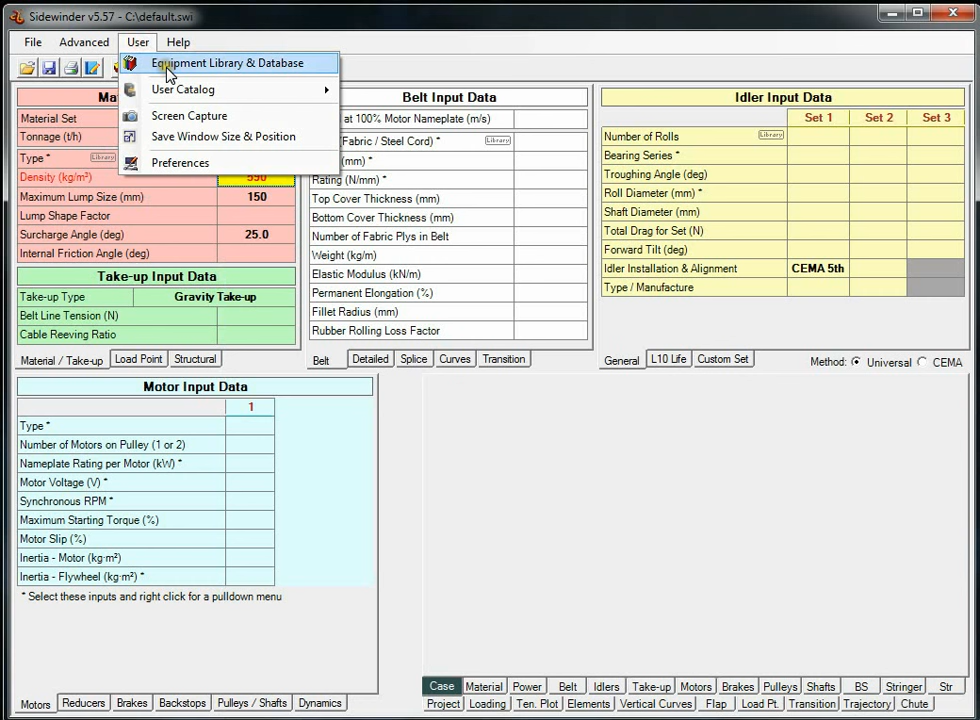 Sidewinder v5.57 - C:\default.swi
File Advanced User Help
Equipment Library & Database
User Catalog
Screen Capture
Save Window Size & Position
Preferences
Material Set
Tonnage (t/h)
Type * Library
Density (kg/m³)
Maximum Lump Size (mm) 150
Lump Shape Factor
Surcharge Angle (deg) 25.0
Internal Friction Angle (deg)
Take-up Input Data
Take-up Type Gravity Take-up
Belt Line Tension (N)
Cable Reeving Ratio
Material / Take-up Load Point Structural
Belt Input Data
at 100% Motor Nameplate (m/s)
(Fabric / Steel Cord) * Library
(mm) *
Rating (N/mm) *
Top Cover Thickness (mm)
Bottom Cover Thickness (mm)
Number of Fabric Plys in Belt
Weight (kg/m)
Elastic Modulus (kN/m)
Permanent Elongation (%)
Fillet Radius (mm)
Rubber Rolling Loss Factor
Belt Detailed Splice Curves Transition
Idler Input Data
Set 1 Set 2 Set 3
Number of Rolls Library
Bearing Series *
Troughing Angle (deg)
Roll Diameter (mm) *
Shaft Diameter (mm)
Total Drag for Set (N)
Forward Tilt (deg)
Idler Installation & Alignment CEMA 5th
Type / Manufacture
General L10 Life Custom Set Method: Universal CEMA
Motor Input Data
1
Type *
Number of Motors on Pulley (1 or 2)
Nameplate Rating per Motor (kW) *
Motor Voltage (V) *
Synchronous RPM *
Maximum Starting Torque (%)
Motor Slip (%)
Inertia - Motor (kg·m²)
Inertia - Flywheel (kg·m²) *
* Select these inputs and right click for a pulldown menu
Motors Reducers Brakes Backstops Pulleys / Shafts Dynamics
Case Material Power Belt Idlers Take-up Motors Brakes Pulleys Shafts BS Stringer Str
Project Loading Ten. Plot Elements Vertical Curves Flap Load Pt. Transition Trajectory Chute